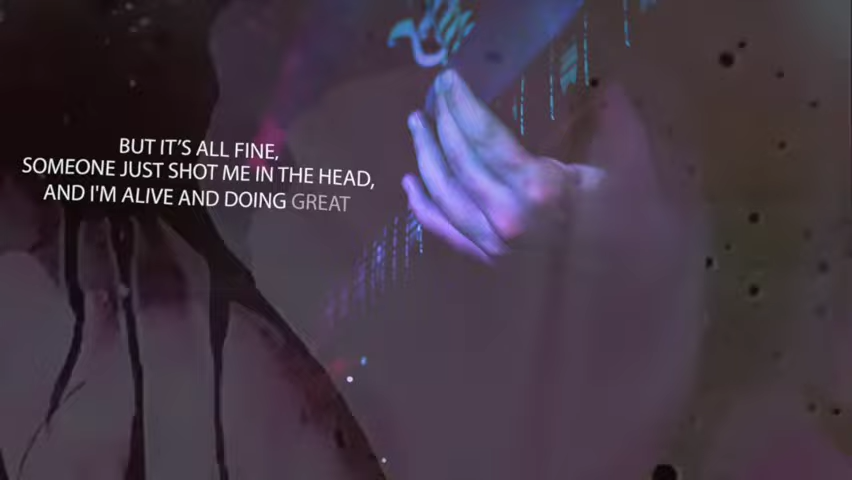 BUT IT'S ALL FINE,
SOMEONE JUST SHOT ME IN THE HEAD,
AND I'M ALIVE AND DOING GREAT